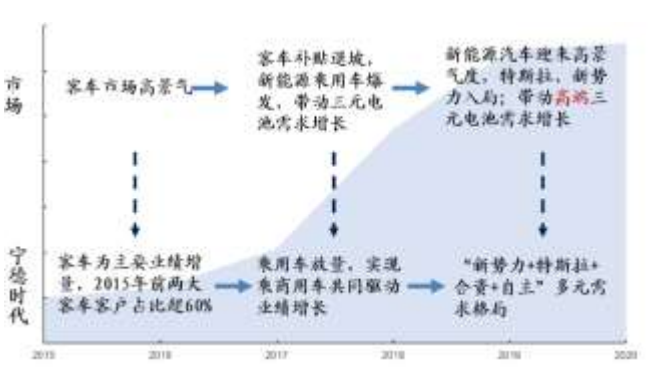 市场
客车市场高景气
客车补贴退坡，
新能源乘用车爆
发，带动三元电
池需求增长
新能源汽车迎来高景
气度，特斯拉、新势
力入局；带动高鸿三
元电池需求增长
宁德时代
客车为主要业绩增
量，2015年前两大
客车客户占比超60%
乘用车放量，实现
乘商用车共同驱动
业绩增长
“新势力+特斯拉+
合资+自主”多元需
求格局
2015
2016
2017
2018
2019
2020